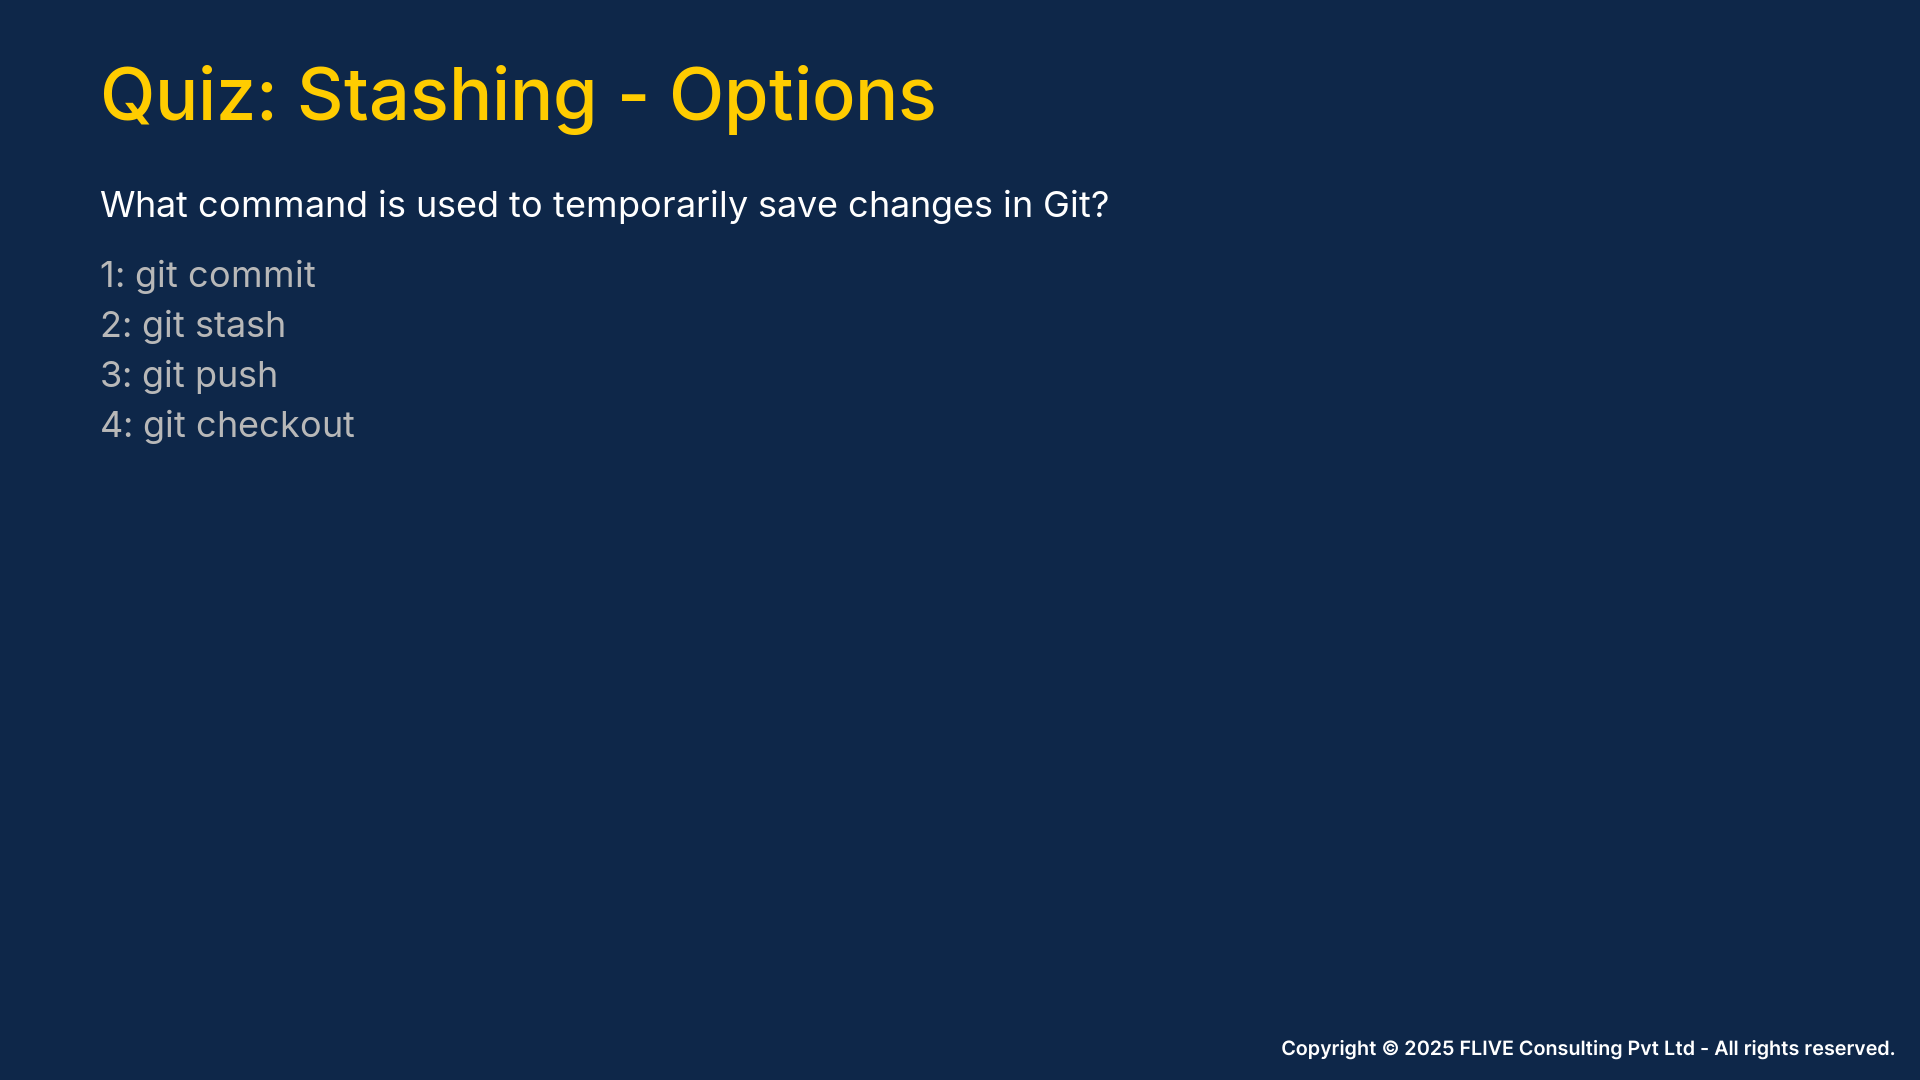 Quiz: Stashing - Options
What command is used to temporarily save changes in Git?
1: git commit
2: git stash
3: git push
4: git checkout
Copyright © 2025 FLIVE Consulting Pvt Ltd - All rights reserved.